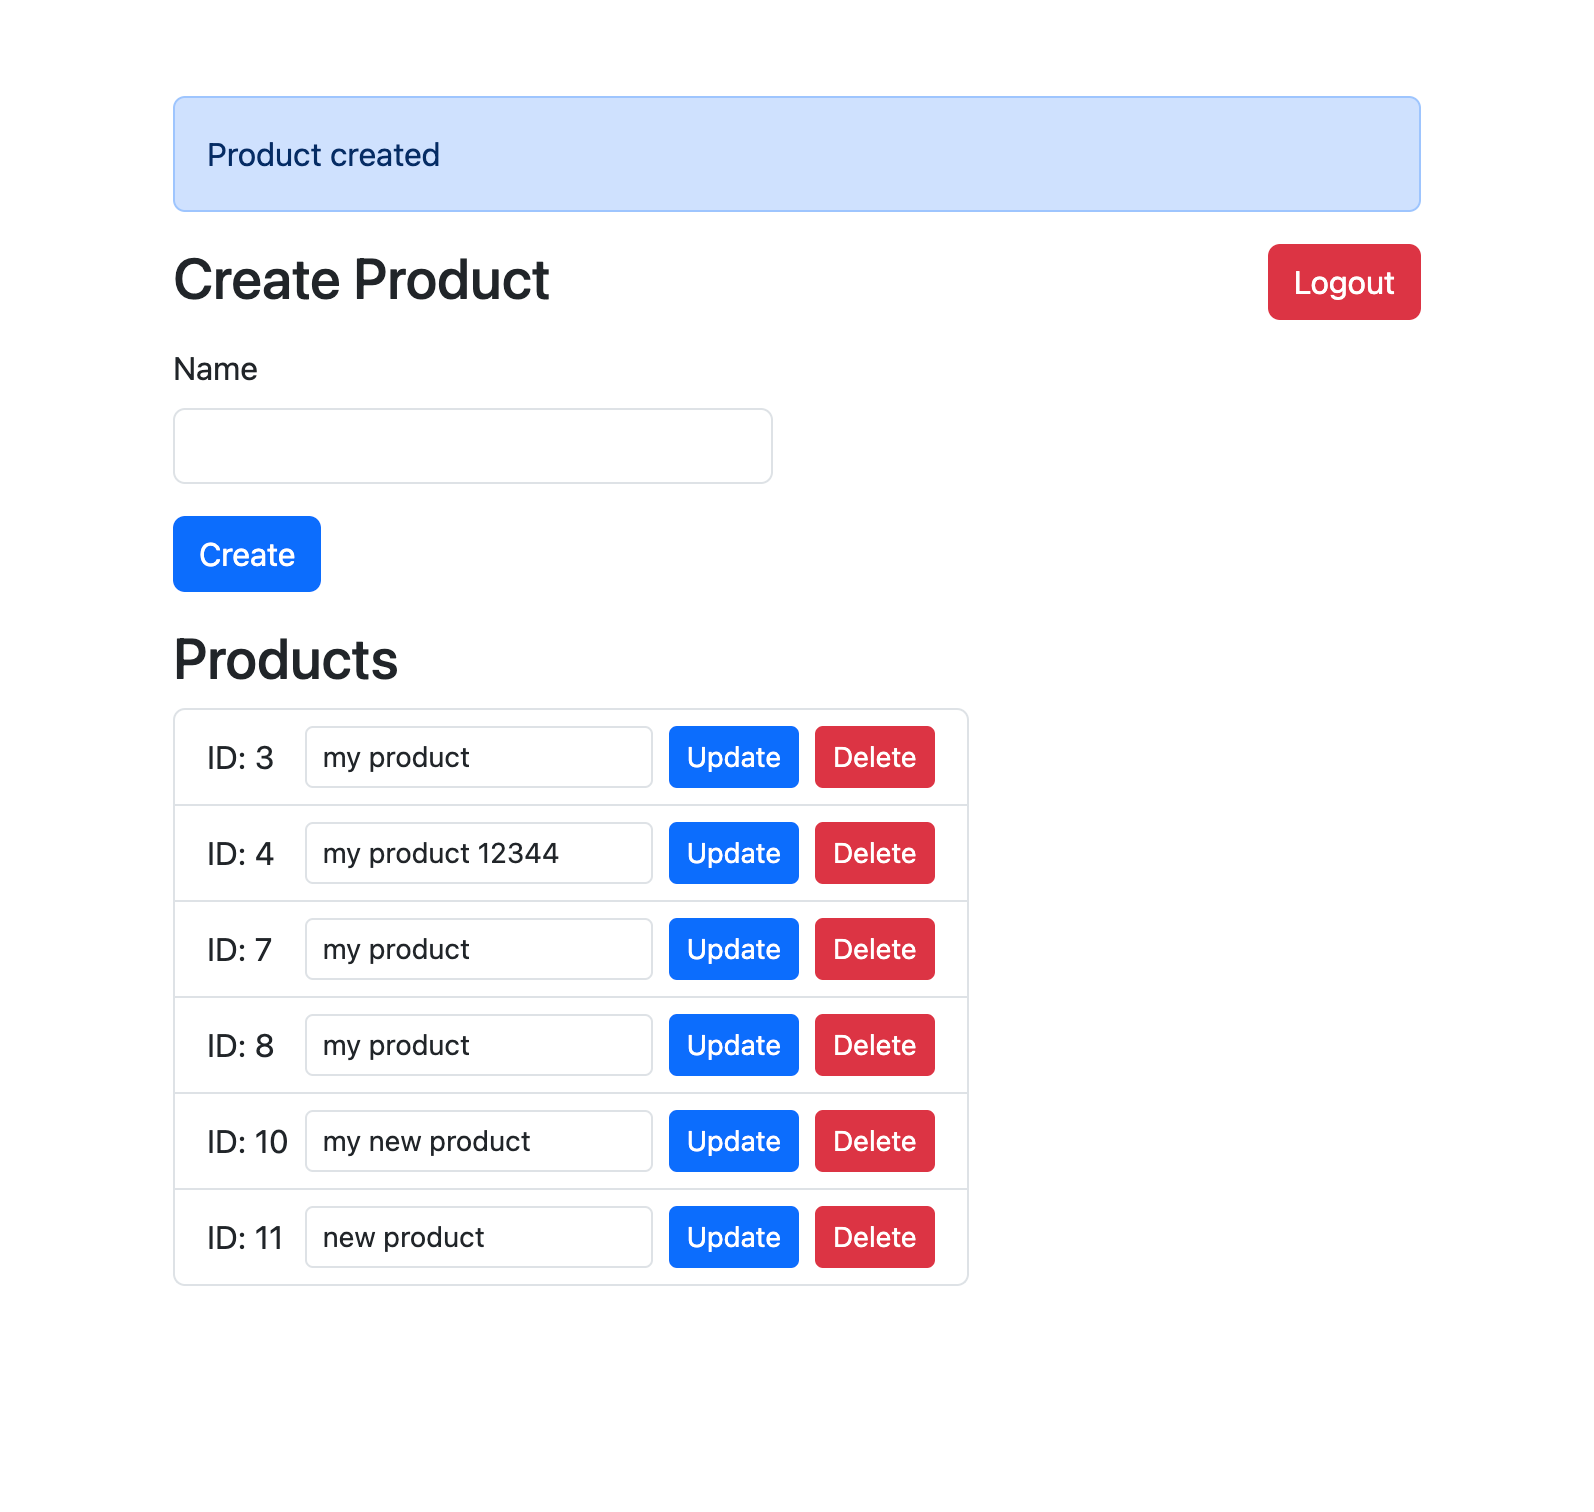 Product created
Create Product Logout
Name
Create
Products
ID: 3 my product Update Delete
ID: 4 my product 12344 Update Delete
ID: 7 my product Update Delete
ID: 8 my product Update Delete
ID: 10 my new product Update Delete
ID: 11 new product Update Delete